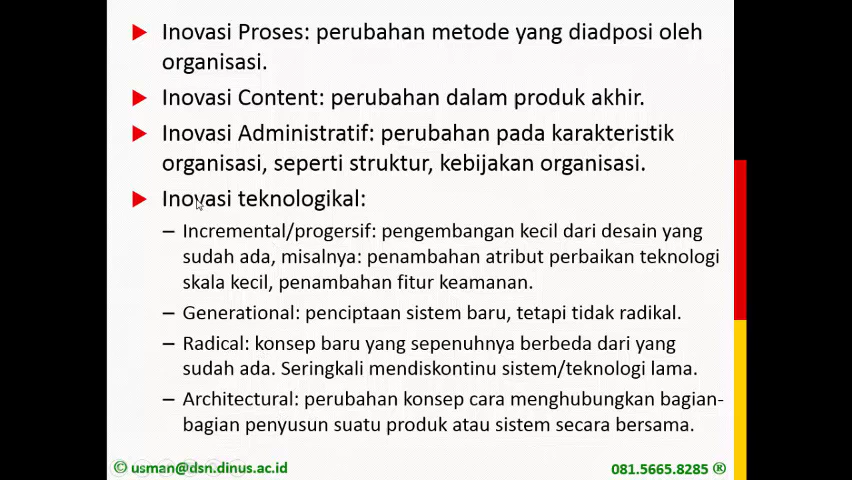 Inovasi Proses: perubahan metode yang diadposi oleh
organisasi.
Inovasi Content: perubahan dalam produk akhir.
Inovasi Administratif: perubahan pada karakteristik
organisasi, seperti struktur, kebijakan organisasi.
Inovasi teknologikal:
– Incremental/progersif: pengembangan kecil dari desain yang
sudah ada, misalnya: penambahan atribut perbaikan teknologi
skala kecil, penambahan fitur keamanan.
– Generational: penciptaan sistem baru, tetapi tidak radikal.
– Radical: konsep baru yang sepenuhnya berbeda dari yang
sudah ada. Seringkali mendiskontinu sistem/teknologi lama.
– Architectural: perubahan konsep cara menghubungkan bagian-
bagian penyusun suatu produk atau sistem secara bersama.
© usman@dsn.dinus.ac.id
081.5665.8285 ®